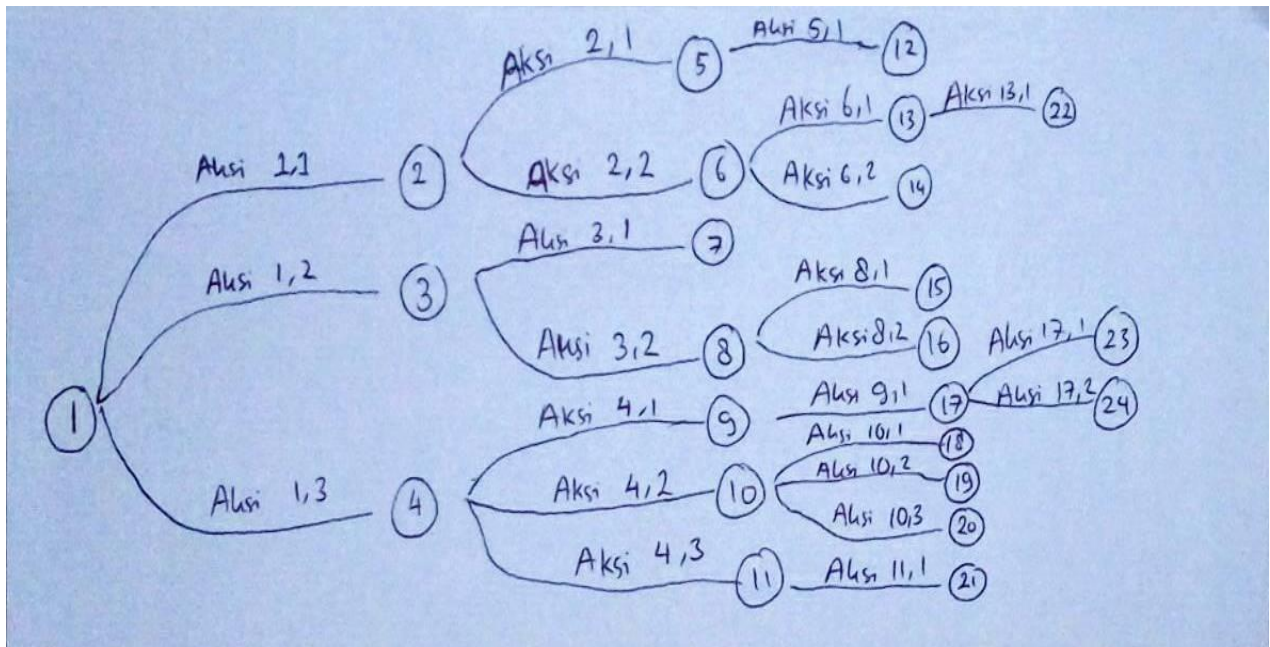 Aksi 2,1 5 Aksi 5,1 12
Aksi 6,1 13 Aksi 13,1 22
Aksi 1,1 2 Aksi 2,2 6 Aksi 6,2 14
Aksi 3,1 7
Aksi 1,2 3 Aksi 8,1 15
Aksi 3,2 8 Aksi 8,2 16 Aksi 17,1 23
1 Aksi 4,1 9 Aksi 9,1 17 Aksi 17,2 24
Aksi 10,1 18
Aksi 1,3 4 Aksi 4,2 10 Aksi 10,2 19
Aksi 10,3 20
Aksi 4,3 11 Aksi 11,1 21